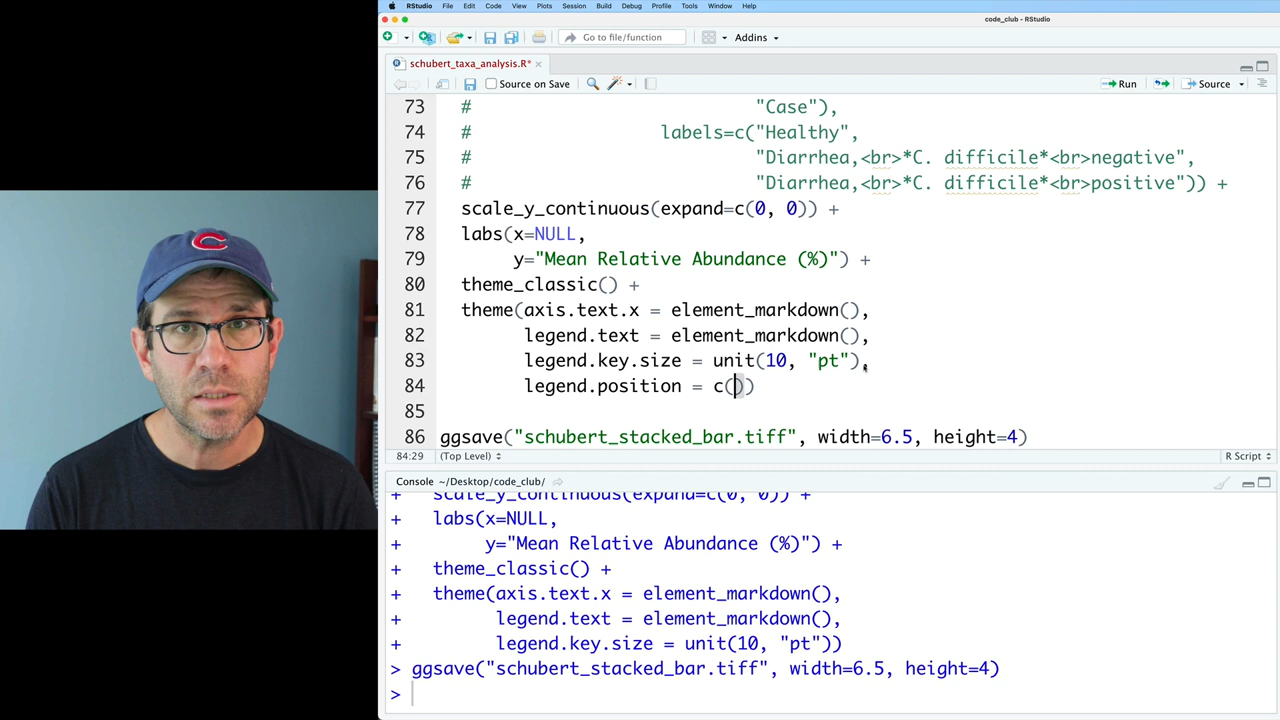 RStudio File Edit Code View Plots Session Build Debug Profile Tools Window Help
code_club - RStudio
Go to file/function Addins
schubert_taxa_analysis.R*
Source on Save Run Source
73 # "Case"),
74 # labels=c("Healthy",
75 # "Diarrhea,<br>*C. difficile*<br>negative",
76 # "Diarrhea,<br>*C. difficile*<br>positive")) +
77 scale_y_continuous(expand=c(0, 0)) +
78 labs(x=NULL,
79 y="Mean Relative Abundance (%)") +
80 theme_classic() +
81 theme(axis.text.x = element_markdown(),
82 legend.text = element_markdown(),
83 legend.key.size = unit(10, "pt"),
84 legend.position = c())
85
86 ggsave("schubert_stacked_bar.tiff", width=6.5, height=4)
84:29 (Top Level) R Script
Console ~/Desktop/code_club/
+ scale_y_continuous(expand=c(0, 0)) +
+ labs(x=NULL,
+ y="Mean Relative Abundance (%)") +
+ theme_classic() +
+ theme(axis.text.x = element_markdown(),
+ legend.text = element_markdown(),
+ legend.key.size = unit(10, "pt"))
> ggsave("schubert_stacked_bar.tiff", width=6.5, height=4)
>
C